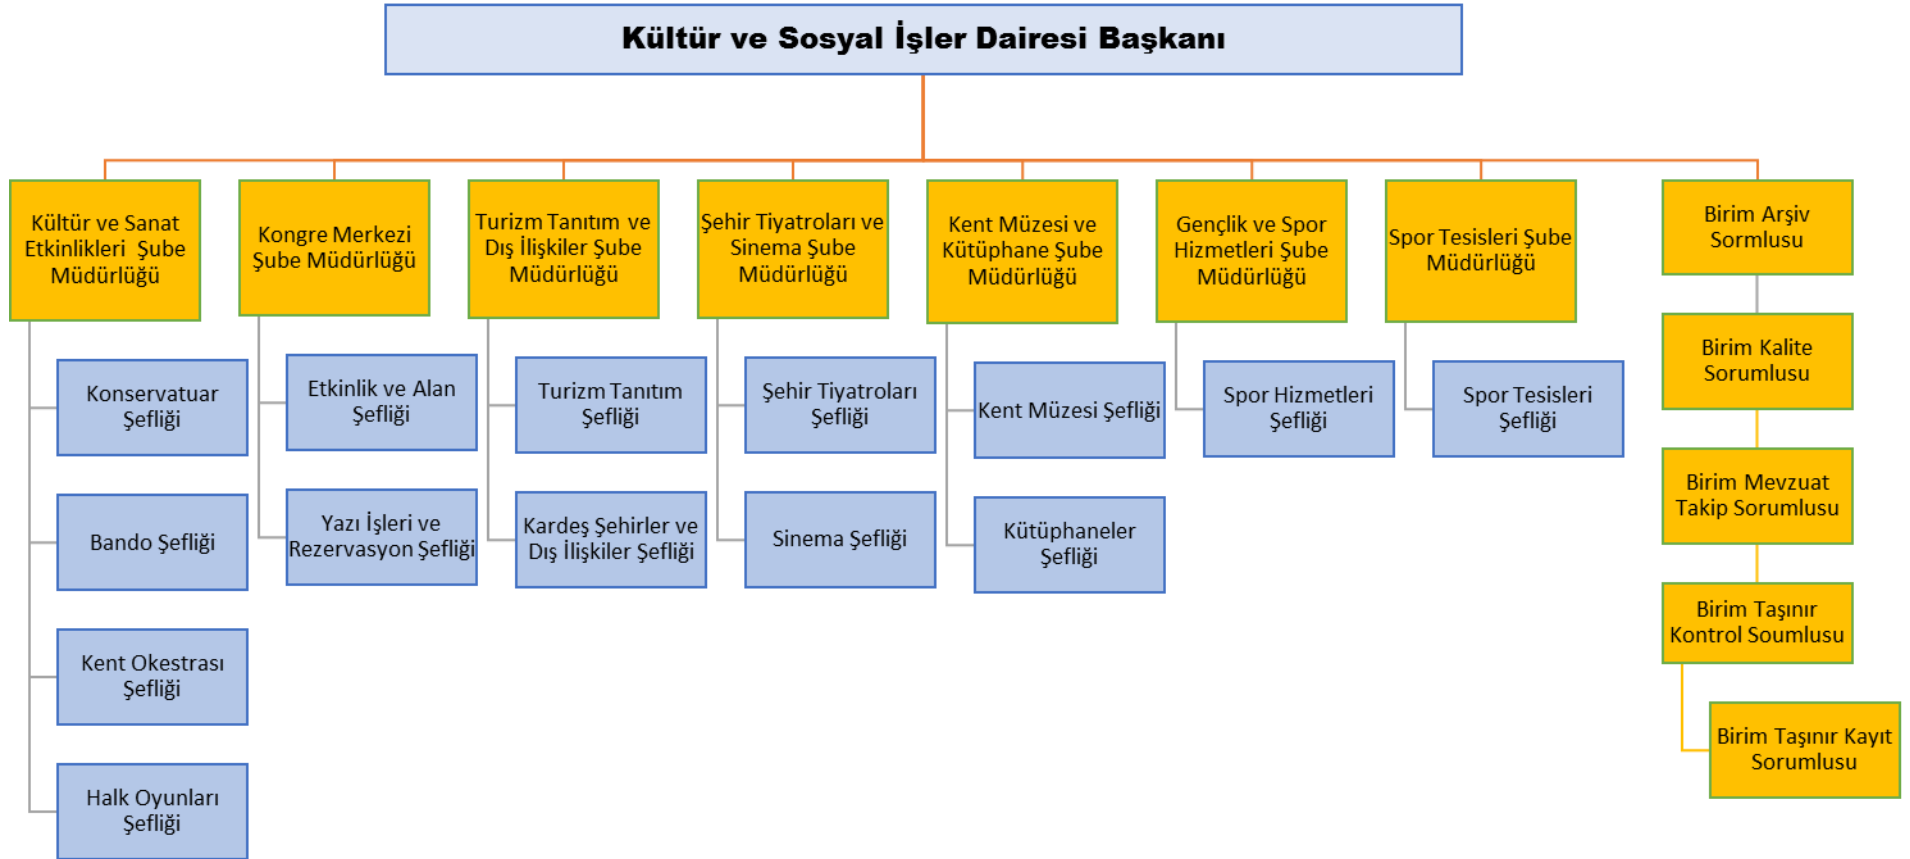 Kültür ve Sosyal İşler Dairesi Başkanı
Kültür ve Sanat
Etkinlikleri Şube
Müdürlüğü
Kongre Merkezi
Şube Müdürlüğü
Turizm Tanıtım ve
Dış İlişkiler Şube
Müdürlüğü
Şehir Tiyatroları ve
Sinema Şube
Müdürlüğü
Kent Müzesi ve
Kütüphane Şube
Müdürlüğü
Gençlik ve Spor
Hizmetleri Şube
Müdürlüğü
Spor Tesisleri Şube
Müdürlüğü
Birim Arşiv
Sormlusu
Konservatuar
Şefliği
Bando Şefliği
Kent Okestrası
Şefliği
Halk Oyunları
Şefliği
Etkinlik ve Alan
Şefliği
Yazı İşleri ve
Rezervasyon Şefliği
Turizm Tanıtım
Şefliği
Kardeş Şehirler ve
Dış İlişkiler Şefliği
Şehir Tiyatroları
Şefliği
Sinema Şefliği
Kent Müzesi Şefliği
Kütüphaneler
Şefliği
Spor Hizmetleri
Şefliği
Spor Tesisleri
Şefliği
Birim Kalite
Sorumlusu
Birim Mevzuat
Takip Sorumlusu
Birim Taşınır
Kontrol Soumlusu
Birim Taşınır Kayıt
Sorumlusu